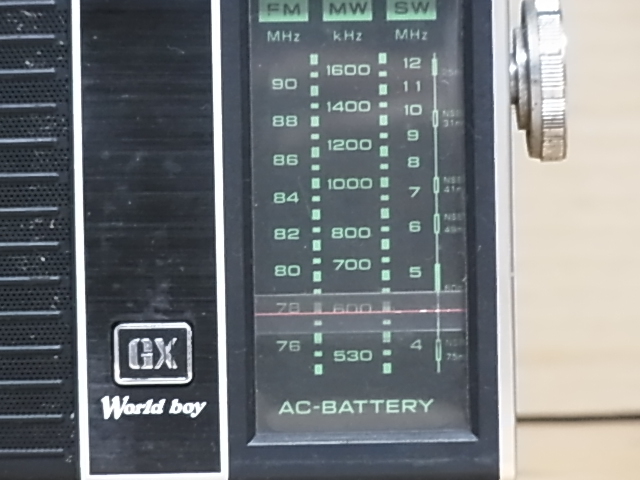 FM MW SW
MHz kHz MHz
1600 12
90 11
1400 10
88
1200 9
86 8
1000 7
84
82 800 6
700
80 5
78 600
76 4
530
GX
World boy
AC-BATTERY